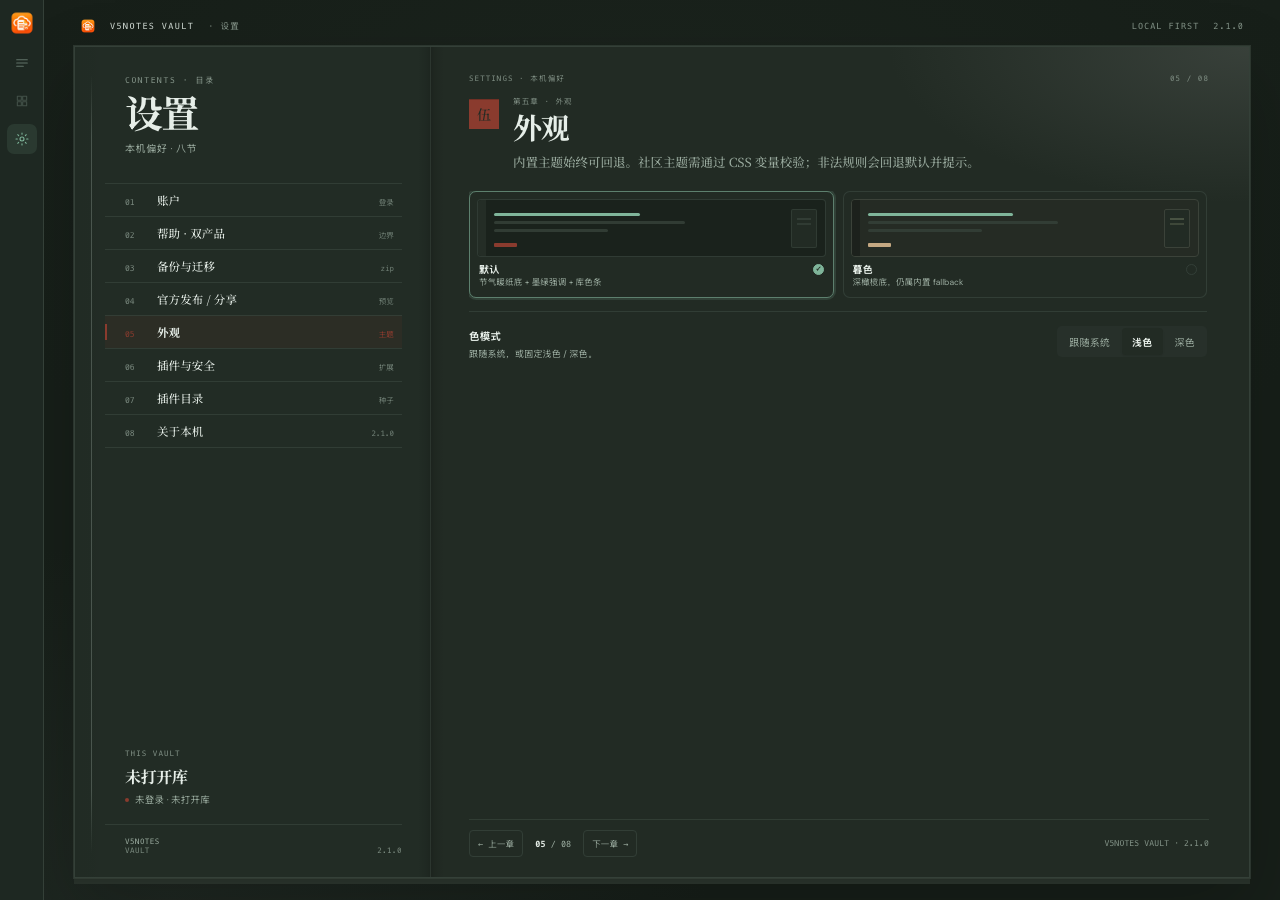 V5NOTES VAULT · 设置
LOCAL FIRST 2.1.0
CONTENTS · 目录
设置
本机偏好 · 八节
01 账户 登录
02 帮助 · 双产品 边界
03 备份与迁移 zip
04 官方发布 / 分享 预览
05 外观 主题
06 插件与安全 扩展
07 插件目录 种子
08 关于本机 2.1.0
THIS VAULT
未打开库
未登录 · 未打开库
V5NOTES
VAULT 2.1.0
SETTINGS · 本机偏好
05 / 08
伍
第五章 · 外观
外观
内置主题始终可回退。社区主题需通过 CSS 变量校验；非法规则会回退默认并提示。
默认
节气暖纸底 + 墨绿强调 + 库色条
暮色
深橄榄底，仍属内置 fallback
色模式
跟随系统，或固定浅色 / 深色。
跟随系统 浅色 深色
← 上一章 05 / 08 下一章 →
V5NOTES VAULT · 2.1.0